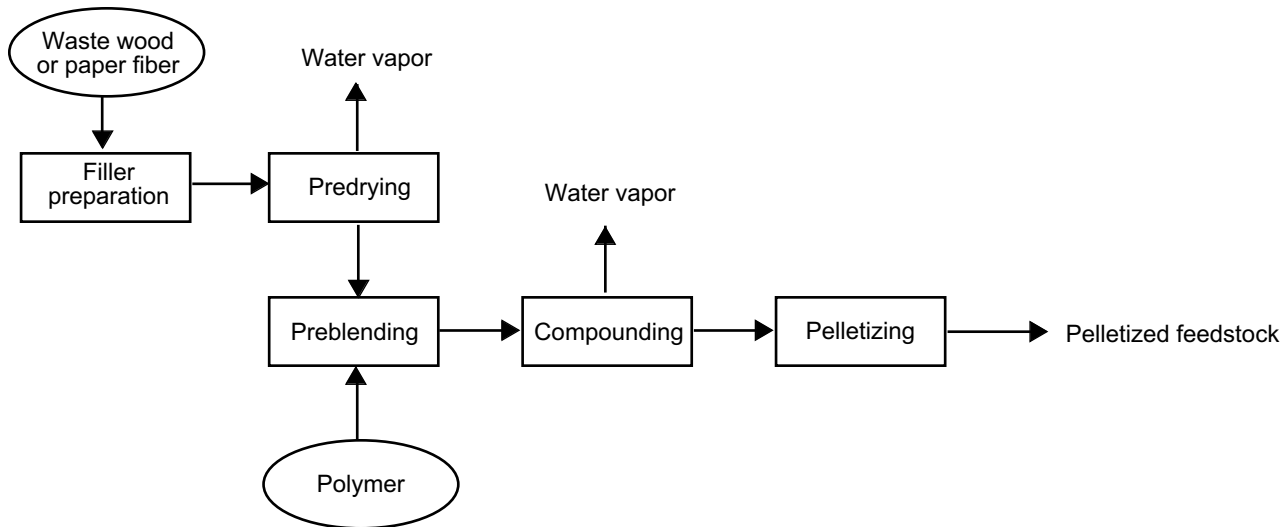 Waste wood
or paper fiber
Water vapor
Filler
preparation
Predrying
Water vapor
Preblending
Compounding
Pelletizing
Pelletized feedstock
Polymer